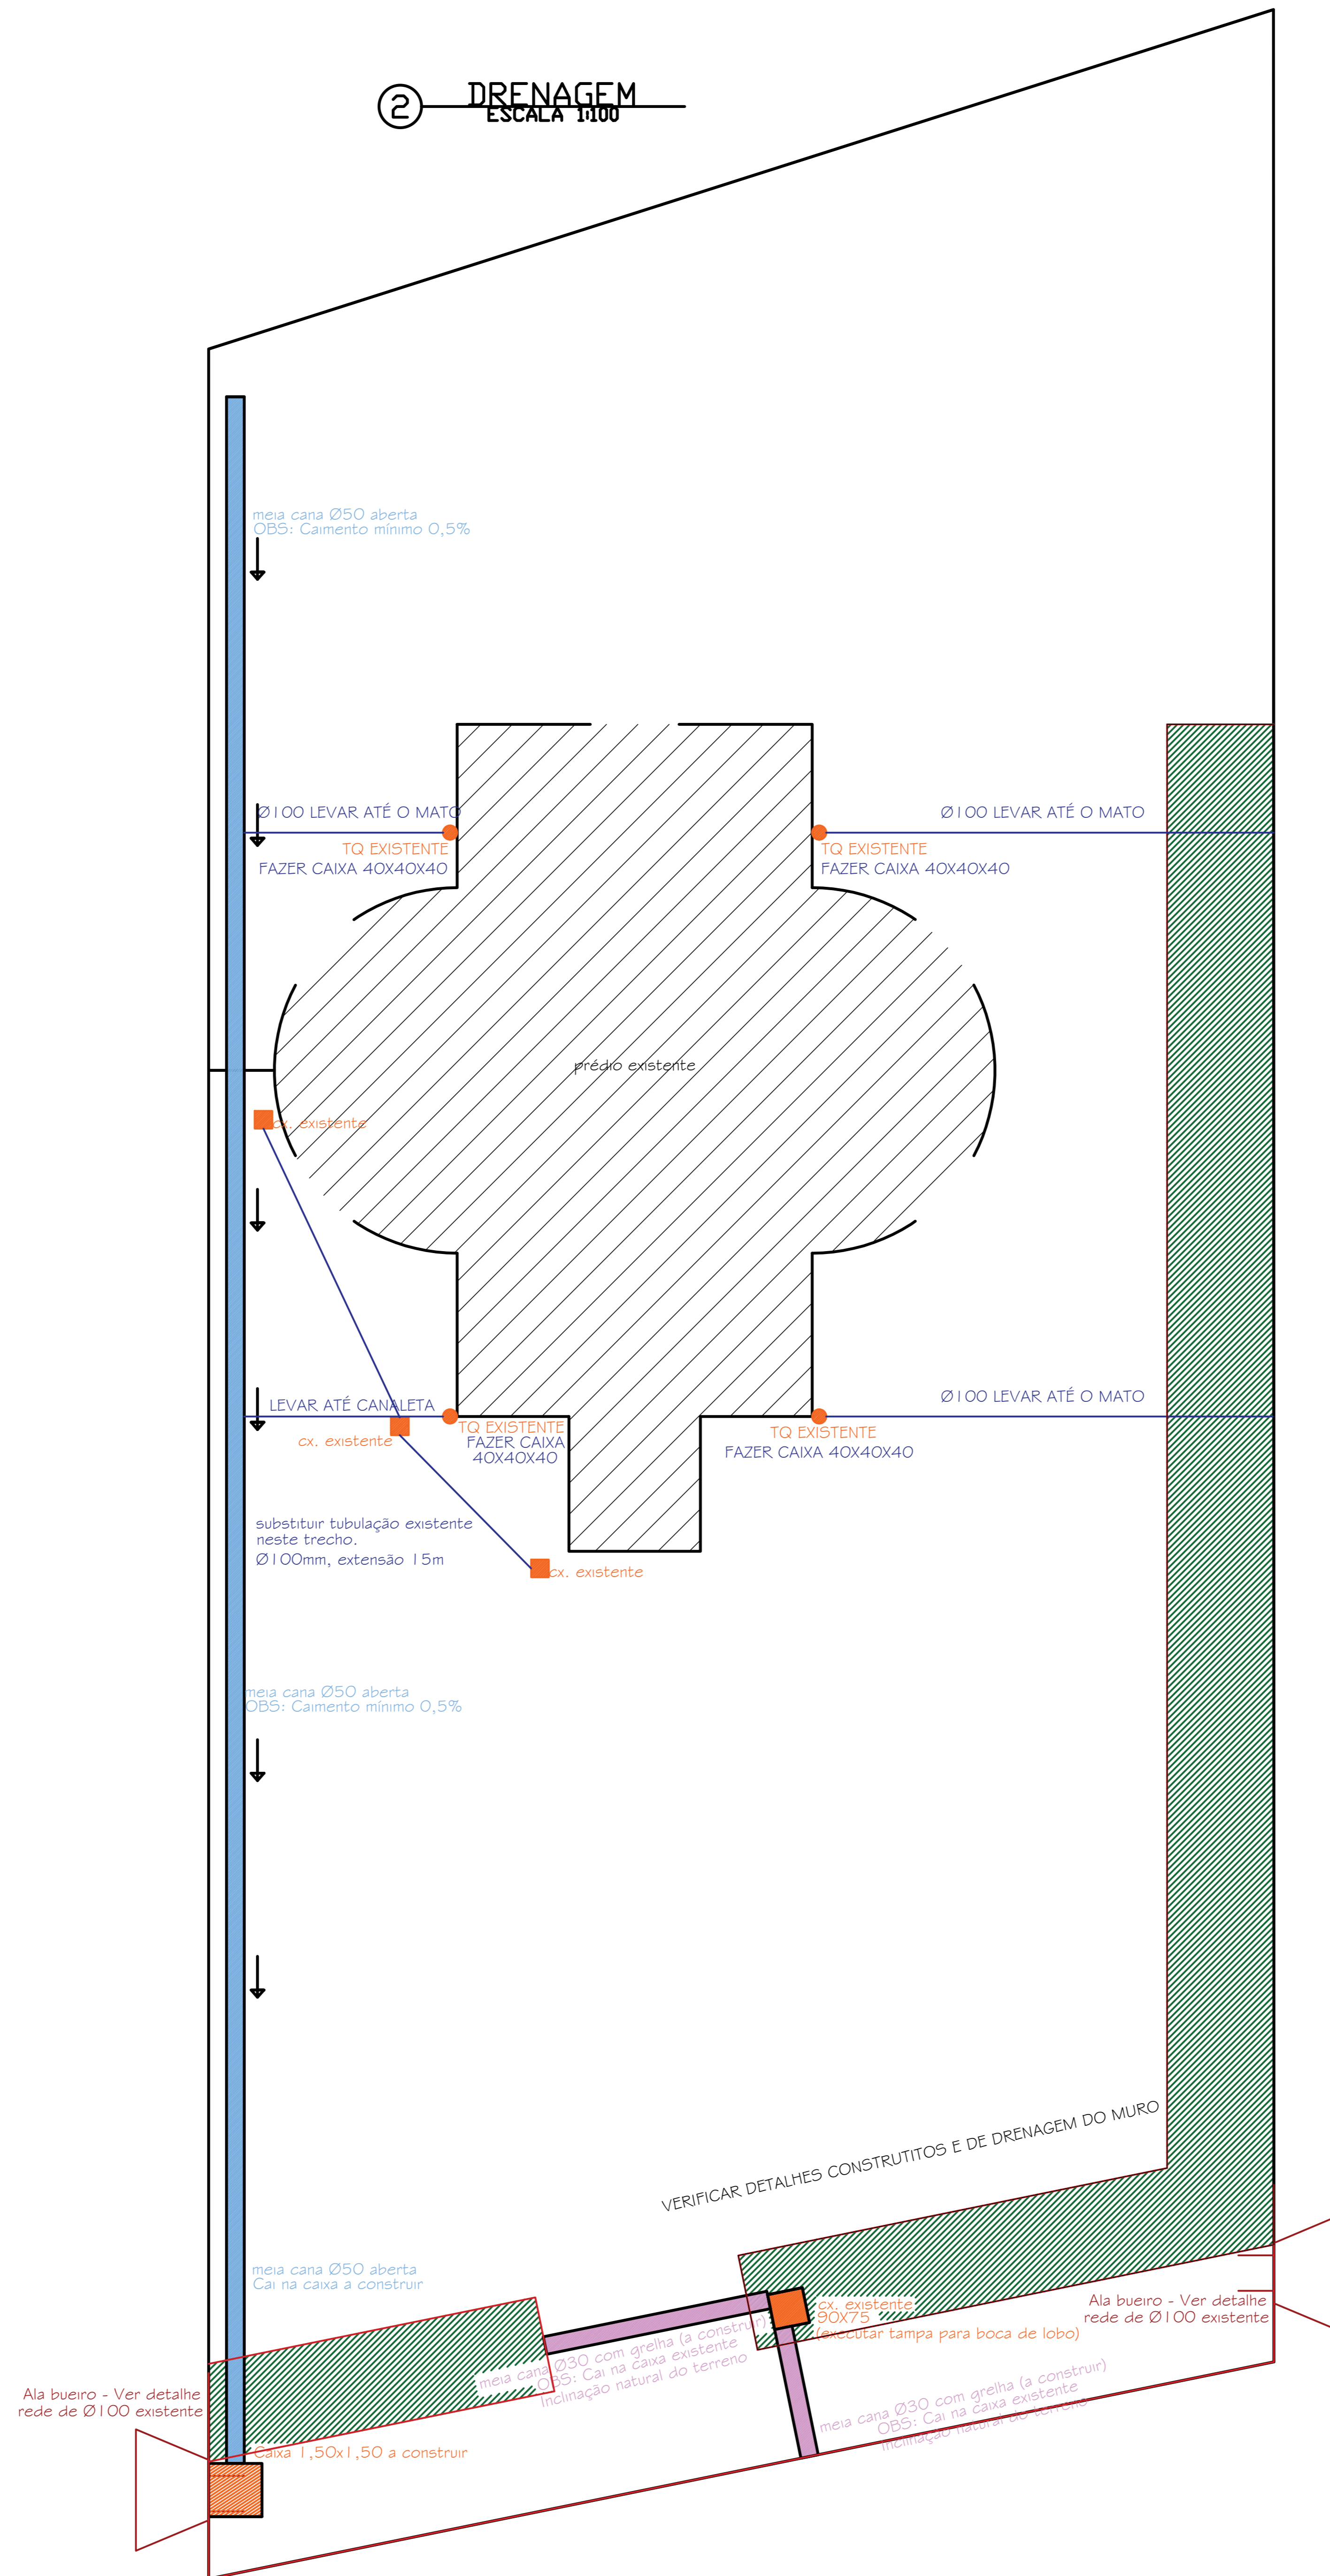 2
DRENAGEM
ESCALA 1:100
meia cana Ø50 aberta
OBS: Caimento mínimo 0,5%
Ø100 LEVAR ATÉ O MATO
TQ EXISTENTE
FAZER CAIXA 40X40X40
Ø100 LEVAR ATÉ O MATO
TQ EXISTENTE
FAZER CAIXA 40X40X40
prédio existente
cx. existente
LEVAR ATÉ CANALETA
cx. existente
TQ EXISTENTE
FAZER CAIXA
40X40X40
Ø100 LEVAR ATÉ O MATO
TQ EXISTENTE
FAZER CAIXA 40X40X40
substituir tubulação existente
neste trecho.
Ø100mm, extensão 15m
cx. existente
meia cana Ø50 aberta
OBS: Caimento mínimo 0,5%
VERIFICAR DETALHES CONSTRUTITOS E DE DRENAGEM DO MURO
meia cana Ø50 aberta
Cai na caixa a construir
cx. existente
90X75
(executar tampa para boca de lobo)
Ala bueiro - Ver detalhe
rede de Ø100 existente
meia cana Ø30 com grelha (a construir)
OBS: Cai na caixa existente
Inclinação natural do terreno
meia cana Ø30 com grelha (a construir)
OBS: Cai na caixa existente
Inclinação natural do terreno
Ala bueiro - Ver detalhe
rede de Ø100 existente
Caixa 1,50x1,50 a construir